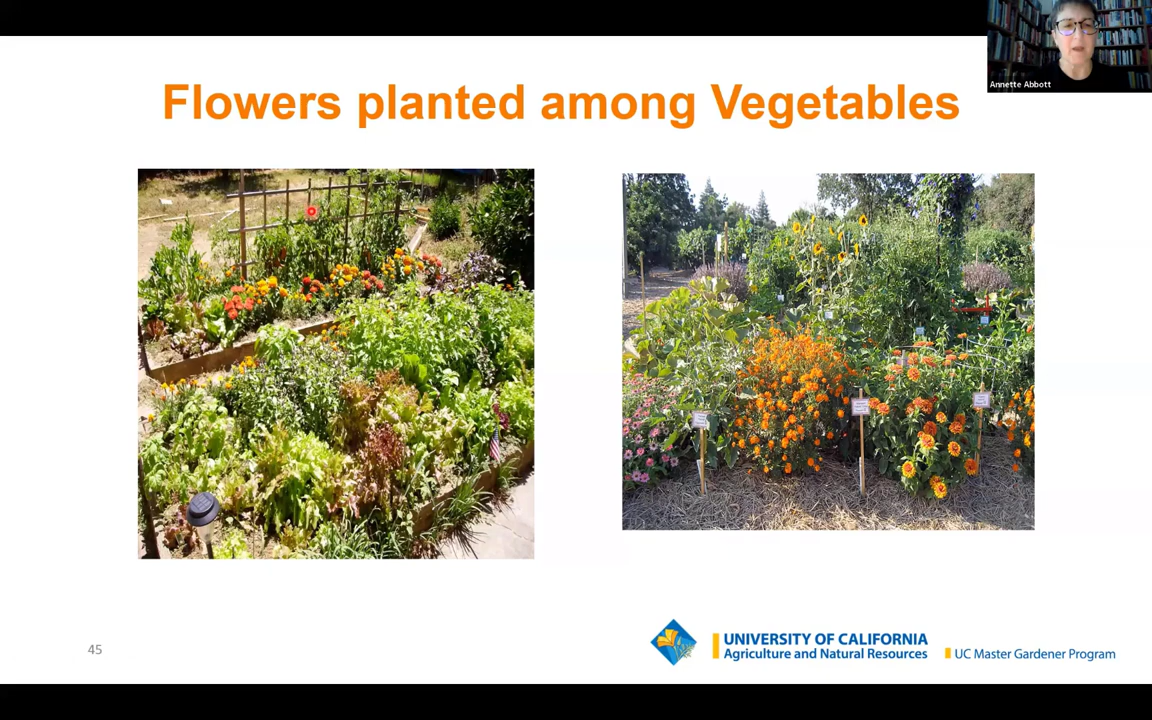 Annette Abbott
Flowers planted among Vegetables
45
UNIVERSITY OF CALIFORNIA
Agriculture and Natural Resources
UC Master Gardener Program